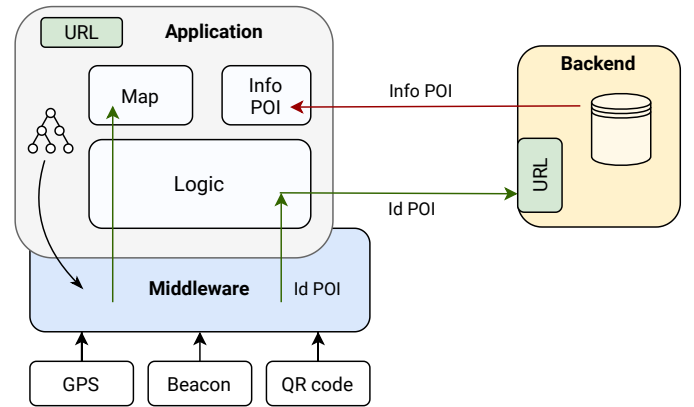 URL
Application
Map
Info
POI
Logic
Info POI
Backend
URL
Id POI
Middleware
Id POI
GPS
Beacon
QR code